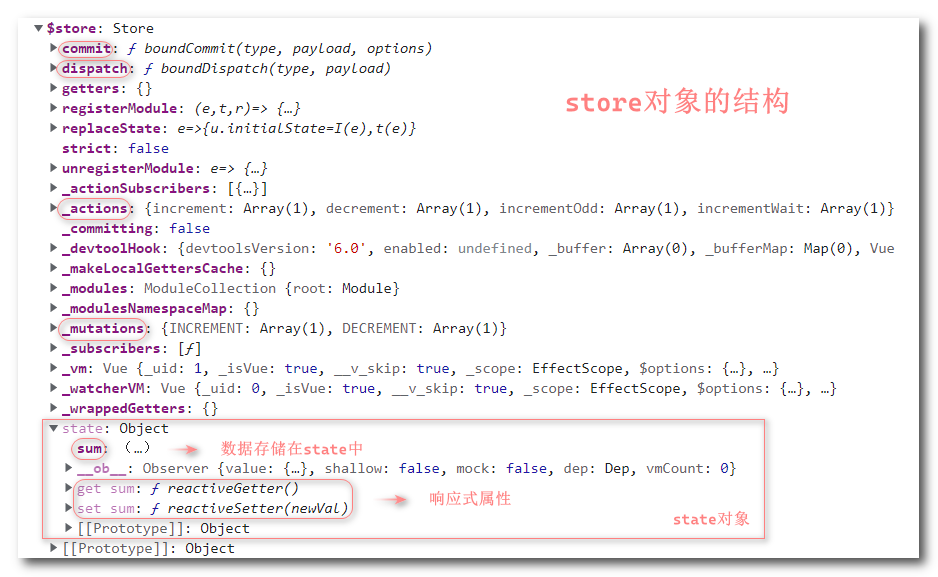 ▼$store: Store
▶commit: ƒ boundCommit(type, payload, options)
▶dispatch: ƒ boundDispatch(type, payload)
▶getters: {}
store对象的结构
▶registerModule: (e,t,r)=> {…}
▶replaceState: e=>{u.initialState=I(e),t(e)}
strict: false
▶unregisterModule: e=> {…}
▶_actionSubscribers: [{…}]
▶_actions: {increment: Array(1), decrement: Array(1), incrementOdd: Array(1), incrementWait: Array(1)}
_committing: false
▶_devtoolHook: {devtoolsVersion: '6.0', enabled: undefined, _buffer: Array(0), _bufferMap: Map(0), Vue
▶_makeLocalGettersCache: {}
▶_modules: ModuleCollection {root: Module}
▶_modulesNamespaceMap: {}
▶_mutations: {INCREMENT: Array(1), DECREMENT: Array(1)}
▶_subscribers: [ƒ]
▶_vm: Vue {_uid: 1, _isVue: true, __v_skip: true, _scope: EffectScope, $options: {…}, …}
▶_watcherVM: Vue {_uid: 0, _isVue: true, __v_skip: true, _scope: EffectScope, $options: {…}, …}
▶_wrappedGetters: {}
▼state: Object
sum: (…) 数据存储在state中
▶__ob__: Observer {value: {…}, shallow: false, mock: false, dep: Dep, vmCount: 0}
▶get sum: ƒ reactiveGetter()
响应式属性
▶set sum: ƒ reactiveSetter(newVal)
state对象
▶[[Prototype]]: Object
▶[[Prototype]]: Object